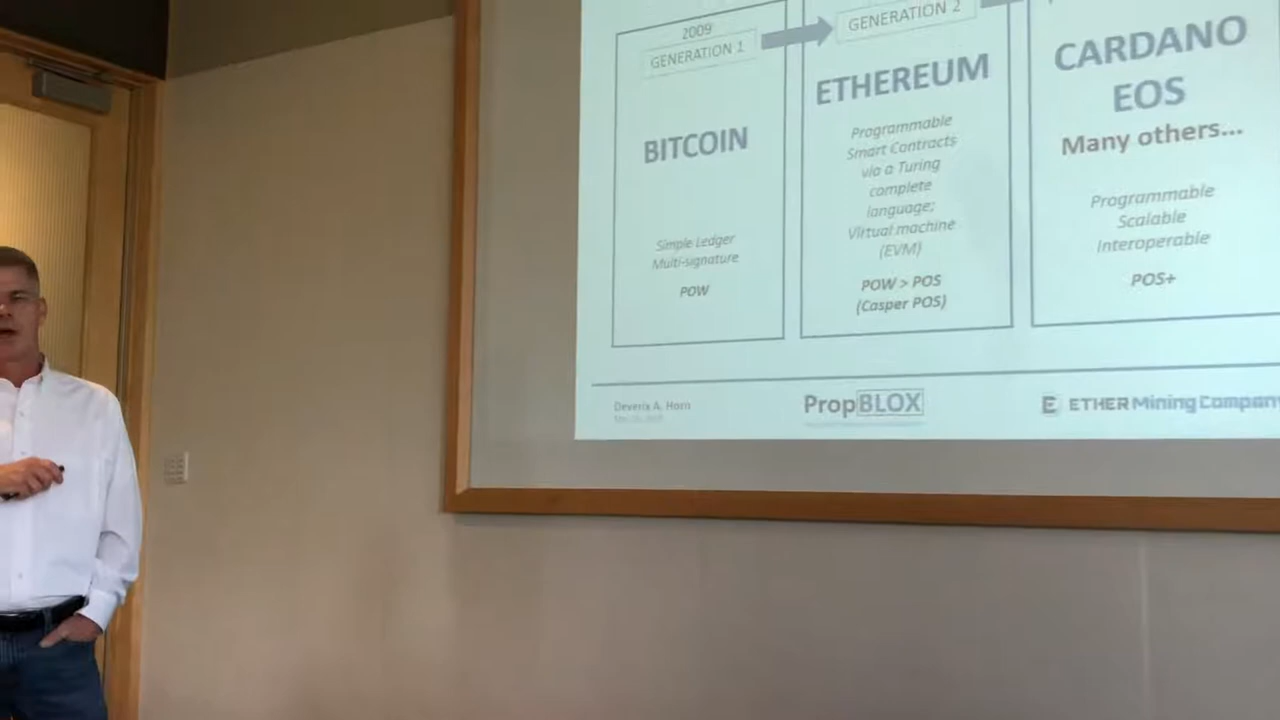 2009
GENERATION 1
BITCOIN
Simple Ledger
Multi-signature
POW
GENERATION 2
ETHEREUM
Programmable
Smart Contracts
via a Turing
complete
language;
Virtual machine
(EVM)
POW > POS
(Casper POS)
CARDANO
EOS
Many others...
Programmable
Scalable
Interoperable
POS+
Deverix A. Horn
PropBLOX
E ETHER Mining Company